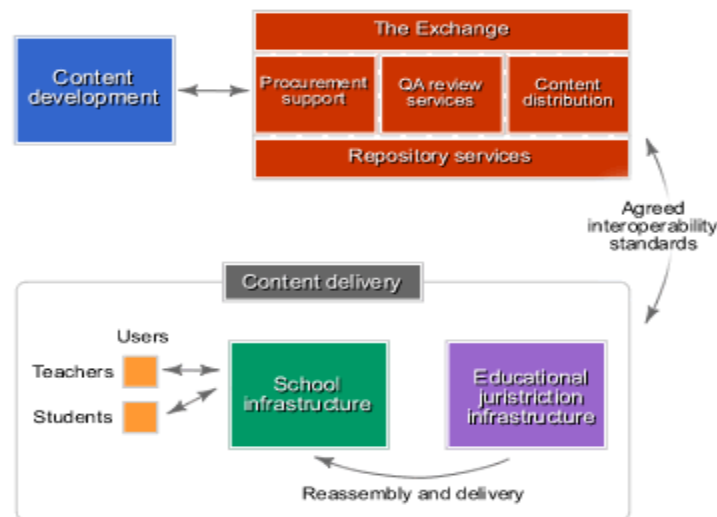 The Exchange
Content
development
Procurement
support
QA review
services
Content
distribution
Repository services
Agreed
interoperability
standards
Content delivery
Users
Teachers
Students
School
infrastructure
Educational
juristriction
infrastructure
Reassembly and delivery